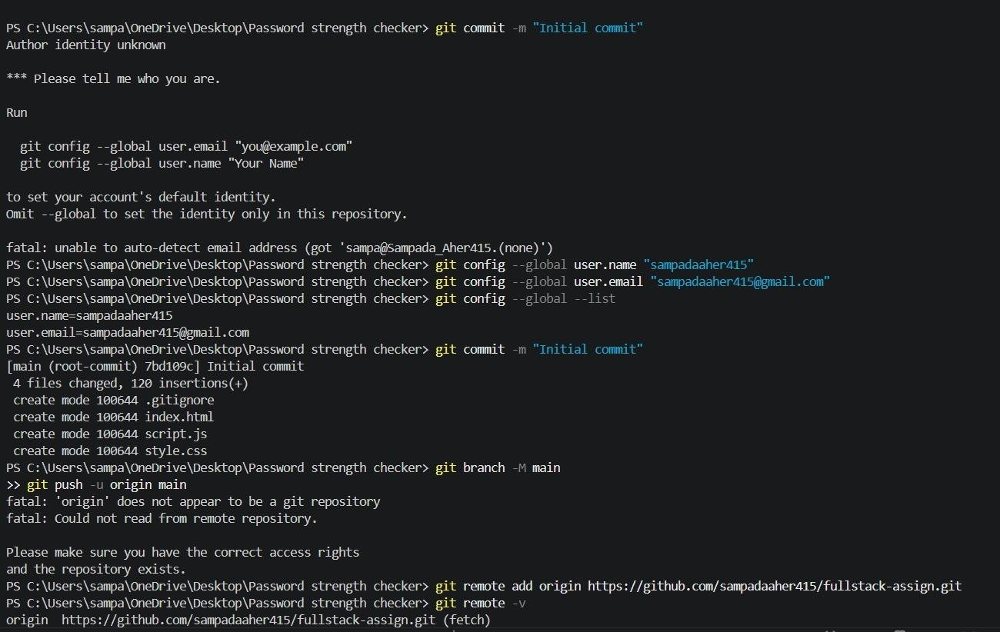 PS C:\Users\sampa\OneDrive\Desktop\Password strength checker> git commit -m "Initial commit"
Author identity unknown

*** Please tell me who you are.

Run

  git config --global user.email "you@example.com"
  git config --global user.name "Your Name"

to set your account's default identity.
Omit --global to set the identity only in this repository.

fatal: unable to auto-detect email address (got 'sampa@Sampada_Aher415.(none)')
PS C:\Users\sampa\OneDrive\Desktop\Password strength checker> git config --global user.name "sampadaaher415"
PS C:\Users\sampa\OneDrive\Desktop\Password strength checker> git config --global user.email "sampadaaher415@gmail.com"
PS C:\Users\sampa\OneDrive\Desktop\Password strength checker> git config --global --list
user.name=sampadaaher415
user.email=sampadaaher415@gmail.com
PS C:\Users\sampa\OneDrive\Desktop\Password strength checker> git commit -m "Initial commit"
[main (root-commit) 7bd109c] Initial commit
 4 files changed, 120 insertions(+)
 create mode 100644 .gitignore
 create mode 100644 index.html
 create mode 100644 script.js
 create mode 100644 style.css
PS C:\Users\sampa\OneDrive\Desktop\Password strength checker> git branch -M main
>> git push -u origin main
fatal: 'origin' does not appear to be a git repository
fatal: Could not read from remote repository.

Please make sure you have the correct access rights
and the repository exists.
PS C:\Users\sampa\OneDrive\Desktop\Password strength checker> git remote add origin https://github.com/sampadaaher415/fullstack-assign.git
PS C:\Users\sampa\OneDrive\Desktop\Password strength checker> git remote -v
origin  https://github.com/sampadaaher415/fullstack-assign.git (fetch)